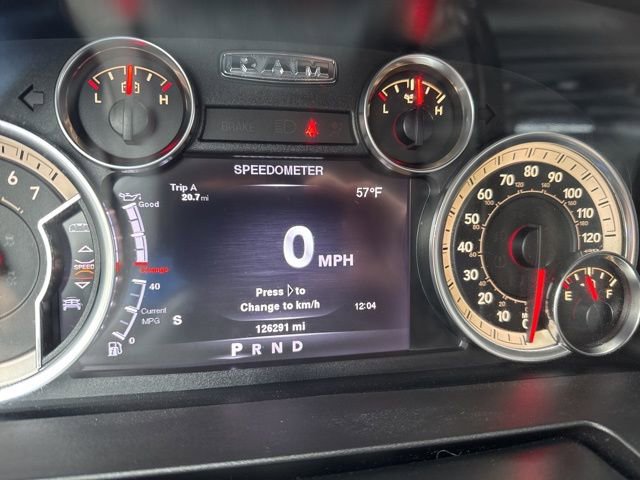 RAM
L H
BRAKE
L H
SPEEDOMETER
Trip A
20.7 mi
57°F
Good
Change
0 MPH
Press ▷ to
Change to km/h
12:04
40
Current
MPG
0
S
126291 mi
P R N D
6 7
SPEED
10 20 30 40 50 60 70 80 90 100 110 120
E F